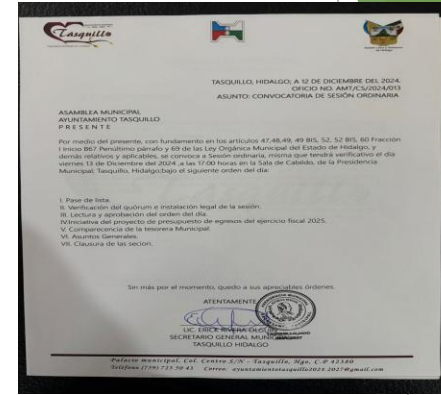 Tasquillo
TASQUILLO, HIDALGO; A 12 DE DICIEMBRE DEL 2024.
OFICIO NO. AMT/CS/2024/013
ASUNTO: CONVOCATORIA DE SESIÓN ORDINARIA.
ASAMBLEA MUNICIPAL
AYUNTAMIENTO TASQUILLO
P R E S E N T E
Por medio del presente, con fundamento en los artículos 47,48,49, 49 BIS, 52, 52 BIS, 60 Fracción
I Inciso B67 Penúltimo párrafo y 69 de las Ley Orgánica Municipal del Estado de Hidalgo, y
demás relativos y aplicables, se convoca a Sesión ordinaria, misma que tendrá verificativo el día
viernes 13 de Diciembre del 2024 ,a las 17:00 horas en la Sala de Cabildo, de la Presidencia
Municipal, Tasquillo, Hidalgo;bajo el siguiente orden del día:
I. Pase de lista.
II. Verificación del quórum e instalación legal de la sesión.
III. Lectura y aprobación del orden del día.
IV.Iniciativa del proyecto de presupuesto de egresos del ejercicio fiscal 2025.
V. Comparecencia de la tesorera Municipal.
VI. Asuntos Generales.
VII. Clausura de las secion.
Sin más por el momento, quedo a sus apreciables órdenes.
ATENTAMENTE
LIC. ERICK RIVERA OLGUIN
SECRETARIO GENERAL MUNICIPAL
TASQUILLO HIDALGO
Palacio municipal, Col. Centro S/N - Tasquillo, Hgo, C.P 42380.
Teléfono (759) 723 50 43 Correo: ayuntamientotasquillo2024.2027@gmail.com